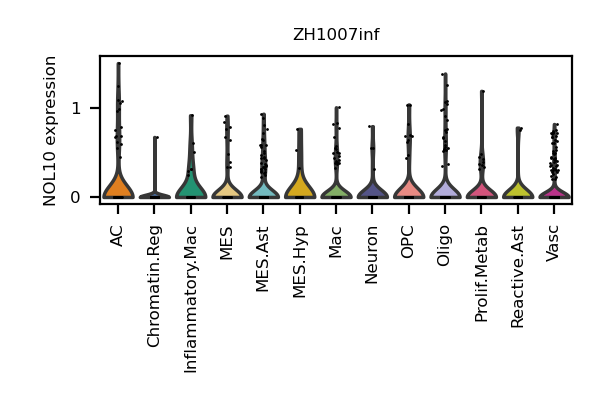 ZH1007inf
NOL10 expression
1
0
AC
Chromatin.Reg
Inflammatory.Mac
MES
MES.Ast
MES.Hyp
Mac
Neuron
OPC
Oligo
Prolif.Metab
Reactive.Ast
Vasc